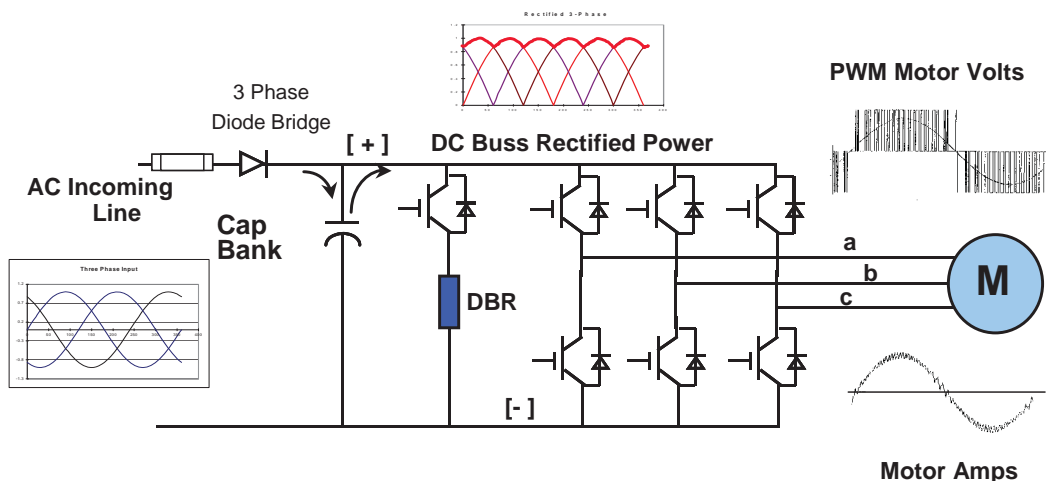 Rectified 3-Phase
PWM Motor Volts
3 Phase
Diode Bridge
[ + ]
DC Buss Rectified Power
AC Incoming
Line
Cap
Bank
a
b
c
M
DBR
Three Phase Input
[- ]
Motor Amps